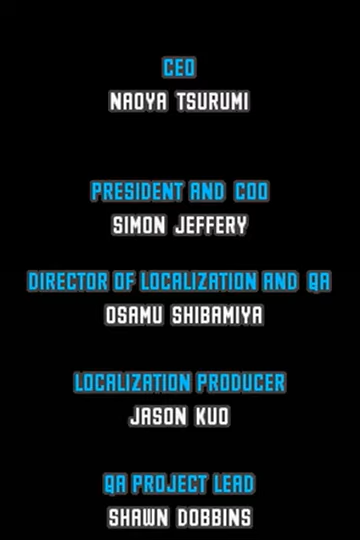 CEO
NAOYA TSURUMI
PRESIDENT AND COO
SIMON JEFFERY
DIRECTOR OF LOCALIZATION AND QA
OSAMU SHIBAMIYA
LOCALIZATION PRODUCER
JASON KUO
QA PROJECT LEAD
SHAWN DOBBINS